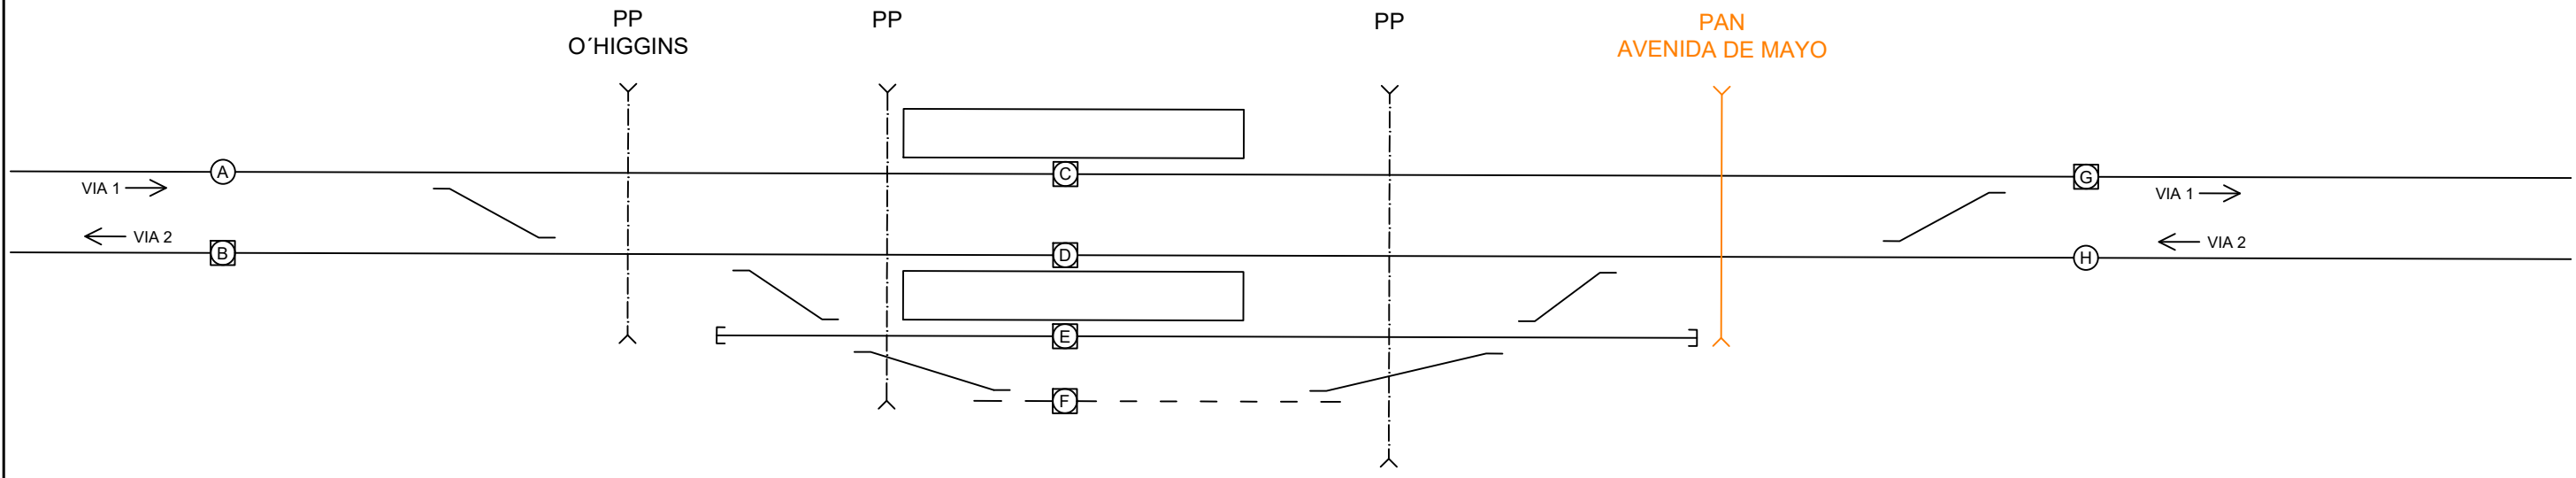 PP
O´HIGGINS
PP
PP
PAN
AVENIDA DE MAYO
A
C
G
VIA 1
VIA 1
VIA 2
VIA 2
B
D
H
E
F